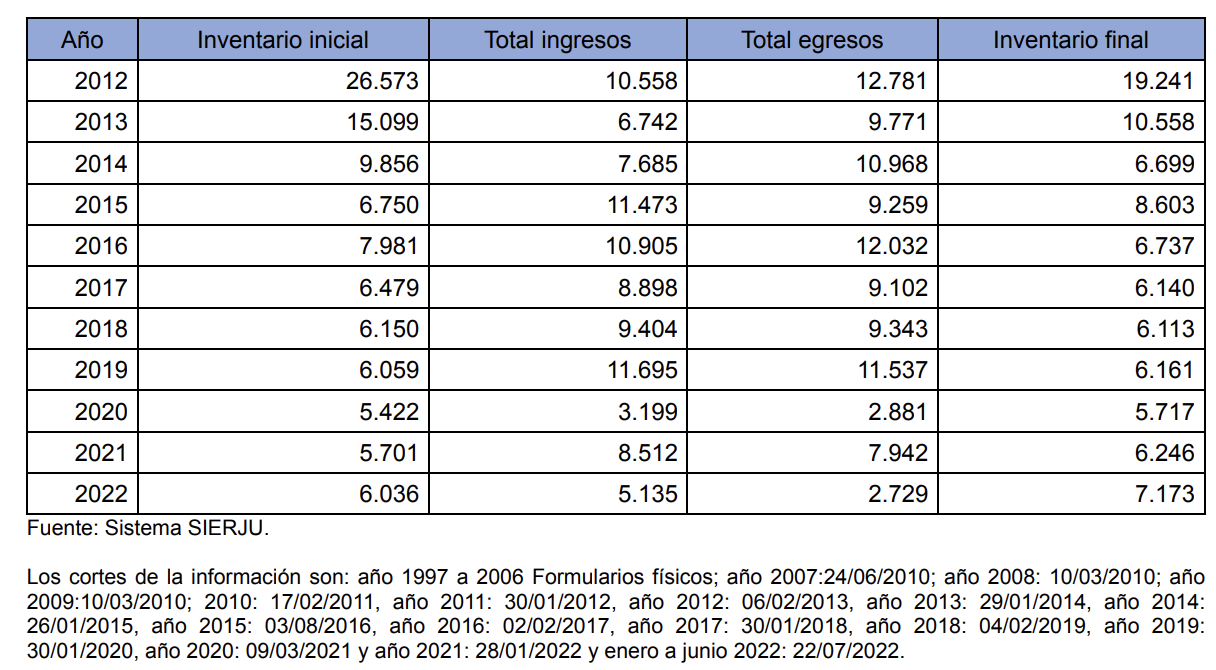 Año Inventario inicial Total ingresos Total egresos Inventario final
2012 26.573 10.558 12.781 19.241
2013 15.099 6.742 9.771 10.558
2014 9.856 7.685 10.968 6.699
2015 6.750 11.473 9.259 8.603
2016 7.981 10.905 12.032 6.737
2017 6.479 8.898 9.102 6.140
2018 6.150 9.404 9.343 6.113
2019 6.059 11.695 11.537 6.161
2020 5.422 3.199 2.881 5.717
2021 5.701 8.512 7.942 6.246
2022 6.036 5.135 2.729 7.173
Fuente: Sistema SIERJU.
Los cortes de la información son: año 1997 a 2006 Formularios físicos; año 2007:24/06/2010; año 2008: 10/03/2010; año
2009:10/03/2010; 2010: 17/02/2011, año 2011: 30/01/2012, año 2012: 06/02/2013, año 2013: 29/01/2014, año 2014:
26/01/2015, año 2015: 03/08/2016, año 2016: 02/02/2017, año 2017: 30/01/2018, año 2018: 04/02/2019, año 2019:
30/01/2020, año 2020: 09/03/2021 y año 2021: 28/01/2022 y enero a junio 2022: 22/07/2022.